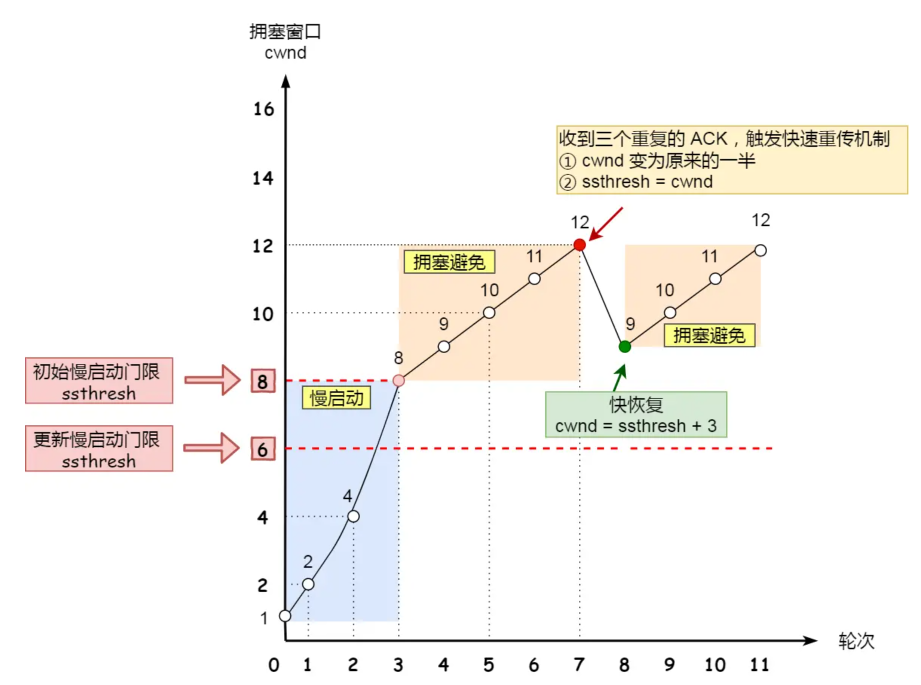 拥塞窗口
cwnd
16
14
12
10
8
6
4
2
1
收到三个重复的 ACK，触发快速重传机制
① cwnd 变为原来的一半
② ssthresh = cwnd
初始慢启动门限
ssthresh
更新慢启动门限
ssthresh
慢启动
2
4
8
拥塞避免
9
10
11
12
9
10
11
12
拥塞避免
快恢复
cwnd = ssthresh + 3
轮次
0 1 2 3 4 5 6 7 8 9 10 11